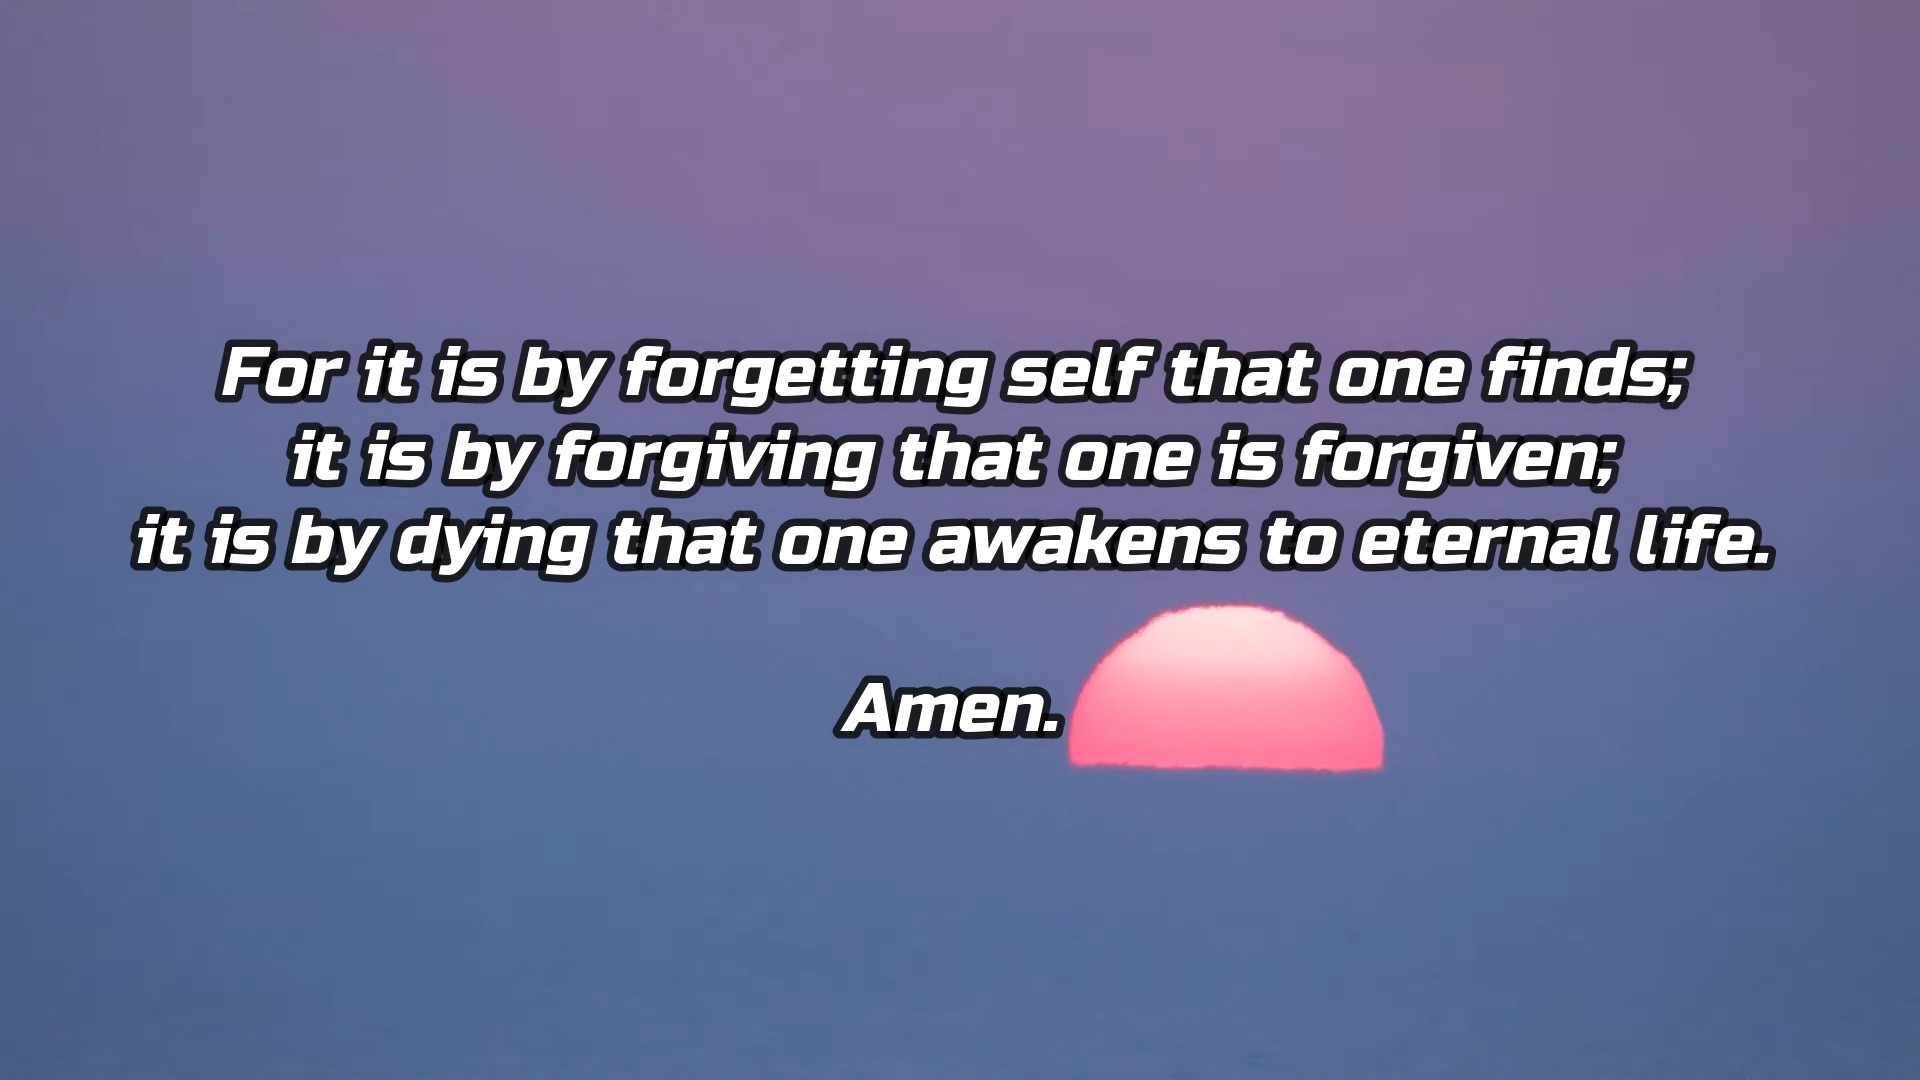 For it is by forgetting self that one finds;
it is by forgiving that one is forgiven;
it is by dying that one awakens to eternal life.
Amen.